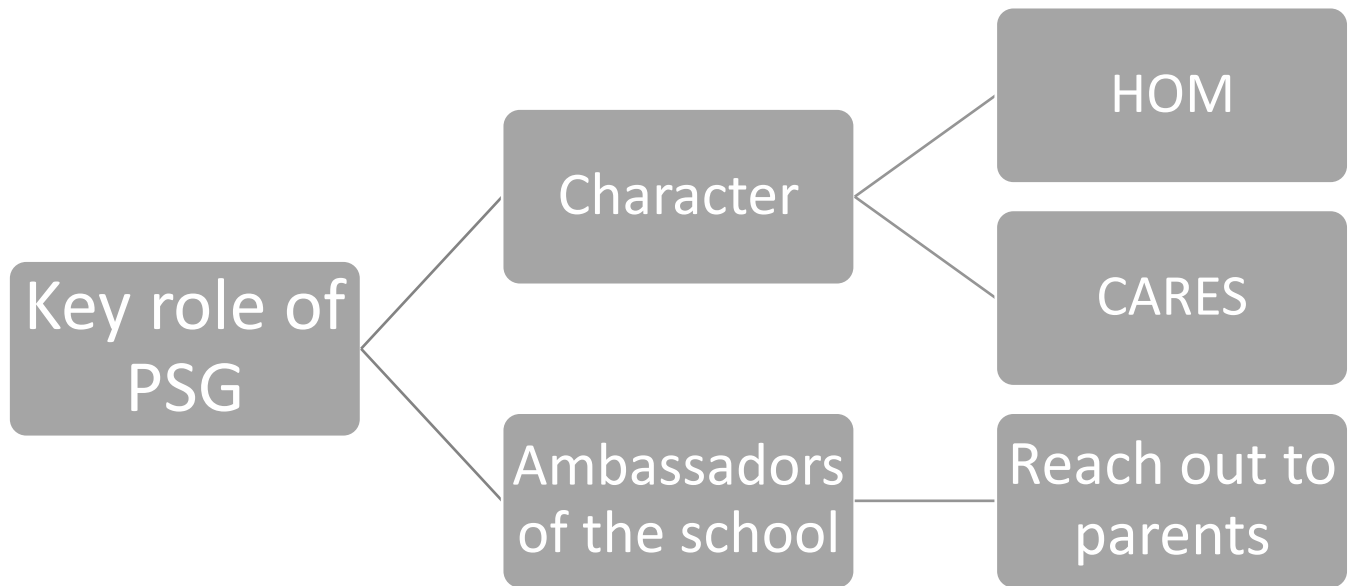 Key role of
PSG
Character
HOM
CARES
Ambassadors
of the school
Reach out to
parents